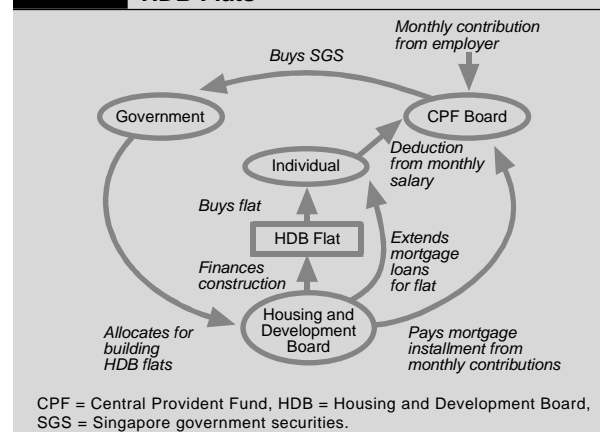 HDB Flats
Monthly contribution
from employer
Buys SGS
Government
CPF Board
Individual
Deduction
from monthly
salary
Buys flat
HDB Flat
Extends
mortgage
loans
for flat
Finances
construction
Housing and
Development
Board
Allocates for
building
HDB flats
Pays mortgage
installment from
monthly contributions
CPF = Central Provident Fund, HDB = Housing and Development Board,
SGS = Singapore government securities.